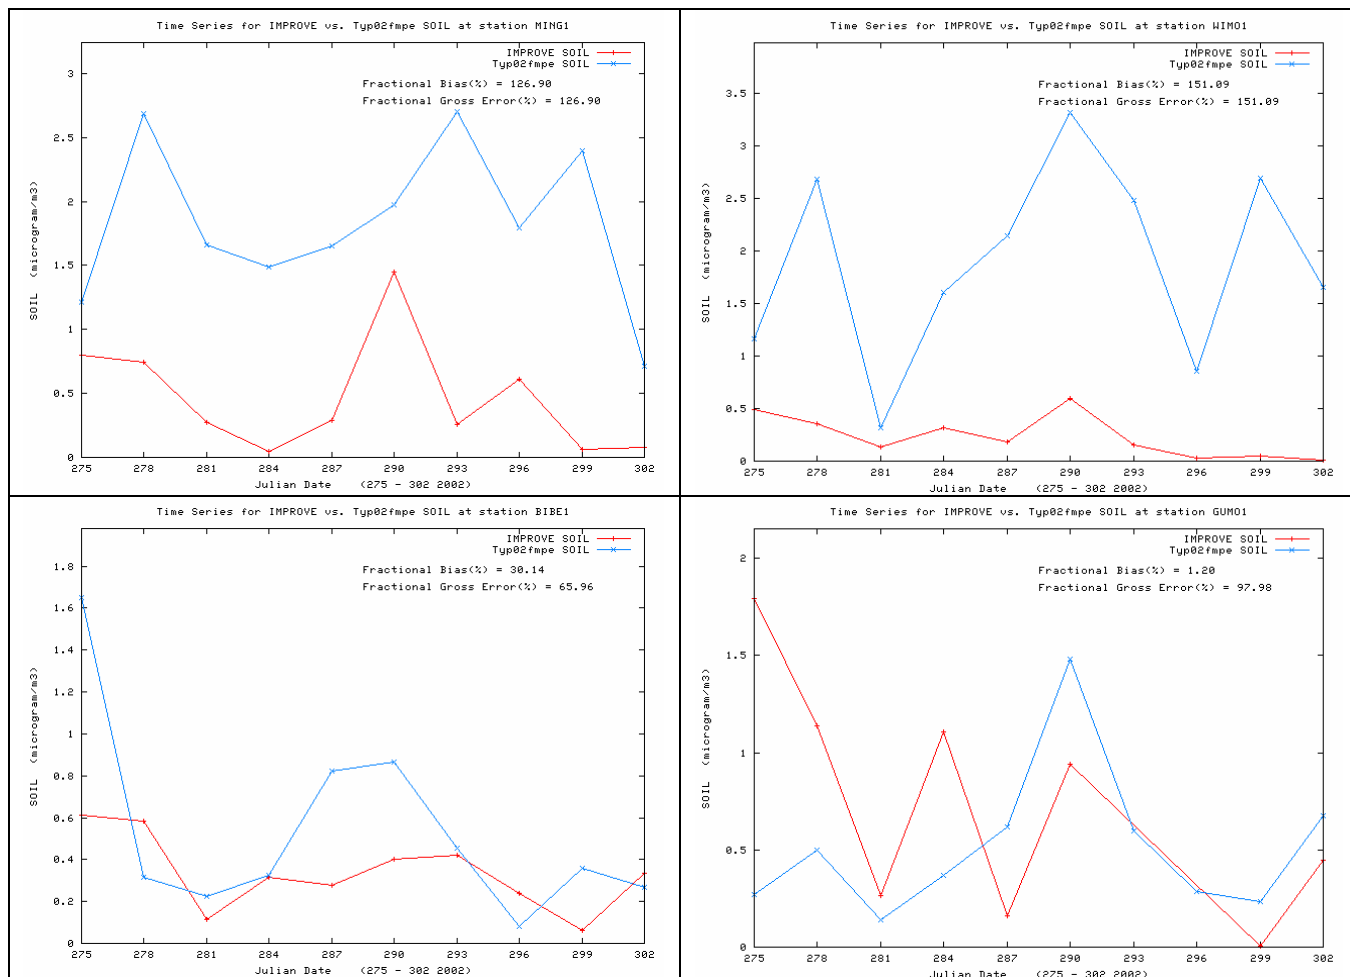 Time Series for IMPROVE vs. Typ02fmpe SOIL at station MING1
IMPROVE SOIL
Typ02fmpe SOIL
Fractional Bias(%) = 126.90
Fractional Gross Error(%) = 126.90
3
2.5
2
1.5
1
0.5
0
SOIL (microgram/m3)
275 278 281 284 287 290 293 296 299 302
Julian Date (275 - 302 2002)
Time Series for IMPROVE vs. Typ02fmpe SOIL at station WIMO1
IMPROVE SOIL
Typ02fmpe SOIL
Fractional Bias(%) = 151.09
Fractional Gross Error(%) = 151.09
3.5
3
2.5
2
1.5
1
0.5
0
SOIL (microgram/m3)
275 278 281 284 287 290 293 296 299 302
Julian Date (275 - 302 2002)
Time Series for IMPROVE vs. Typ02fmpe SOIL at station BIBE1
IMPROVE SOIL
Typ02fmpe SOIL
Fractional Bias(%) = 30.14
Fractional Gross Error(%) = 65.96
1.8
1.6
1.4
1.2
1
0.8
0.6
0.4
0.2
0
SOIL (microgram/m3)
275 278 281 284 287 290 293 296 299 302
Julian Date (275 - 302 2002)
Time Series for IMPROVE vs. Typ02fmpe SOIL at station GUMO1
IMPROVE SOIL
Typ02fmpe SOIL
Fractional Bias(%) = 1.20
Fractional Gross Error(%) = 97.98
2
1.5
1
0.5
0
SOIL (microgram/m3)
275 278 281 284 287 290 293 296 299 302
Julian Date (275 - 302 2002)